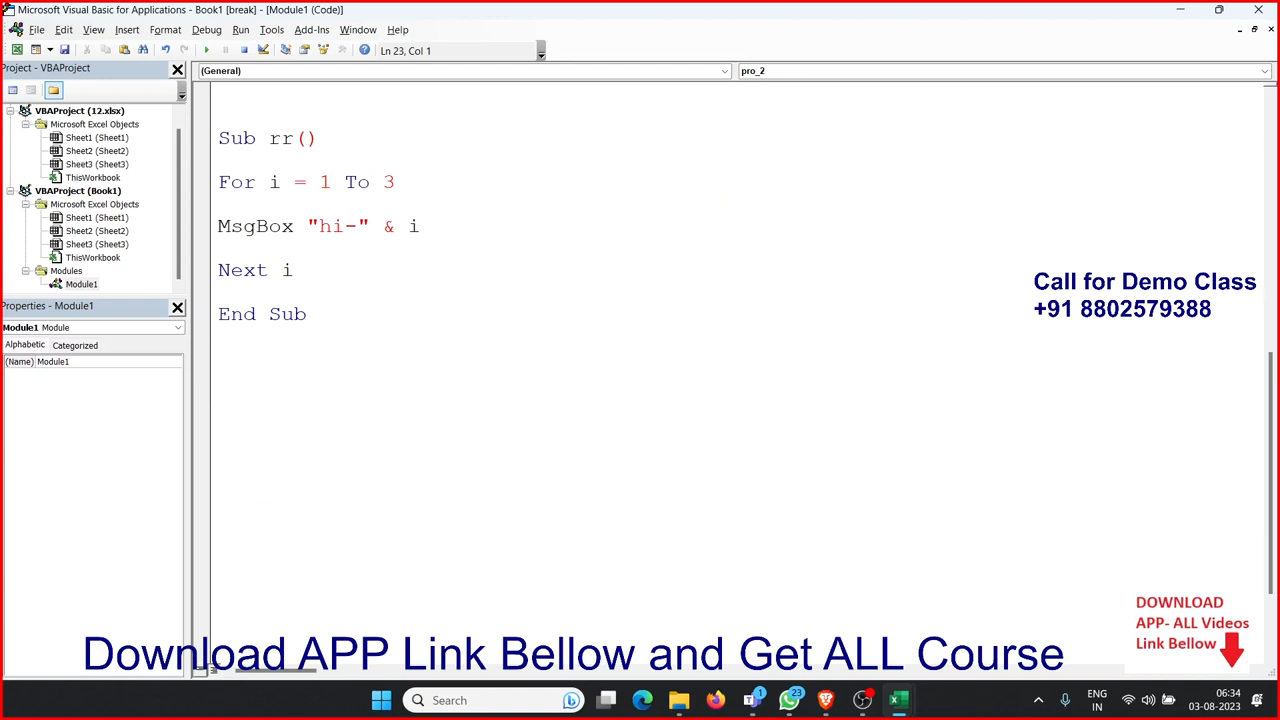 Microsoft Visual Basic for Applications - Book1 [break] - [Module1 (Code)]
File Edit View Insert Format Debug Run Tools Add-Ins Window Help
Ln 23, Col 1
Project - VBAProject
(General)
pro_2
VBAProject (12.xlsx)
Microsoft Excel Objects
Sheet1 (Sheet1)
Sheet2 (Sheet2)
Sheet3 (Sheet3)
ThisWorkbook
VBAProject (Book1)
Microsoft Excel Objects
Sheet1 (Sheet1)
Sheet2 (Sheet2)
Sheet3 (Sheet3)
ThisWorkbook
Modules
Module1
Properties - Module1
Module1 Module
Alphabetic Categorized
(Name) Module1
Sub rr()
For i = 1 To 3
MsgBox "hi-" & i
Next i
End Sub
Call for Demo Class
+91 8802579388
DOWNLOAD
APP- ALL Videos
Link Bellow
Download APP Link Bellow and Get ALL Course
Search
1
23
ENG
IN
06:34
03-08-2023